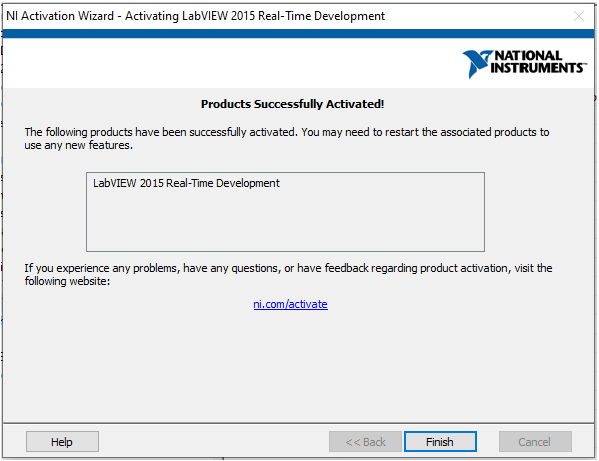 NI Activation Wizard - Activating LabVIEW 2015 Real-Time Development
NATIONAL
INSTRUMENTS™
Products Successfully Activated!
The following products have been successfully activated. You may need to restart the associated products to
use any new features.
LabVIEW 2015 Real-Time Development
If you experience any problems, have any questions, or have feedback regarding product activation, visit the
following website:
ni.com/activate
Help
<< Back
Finish
Cancel